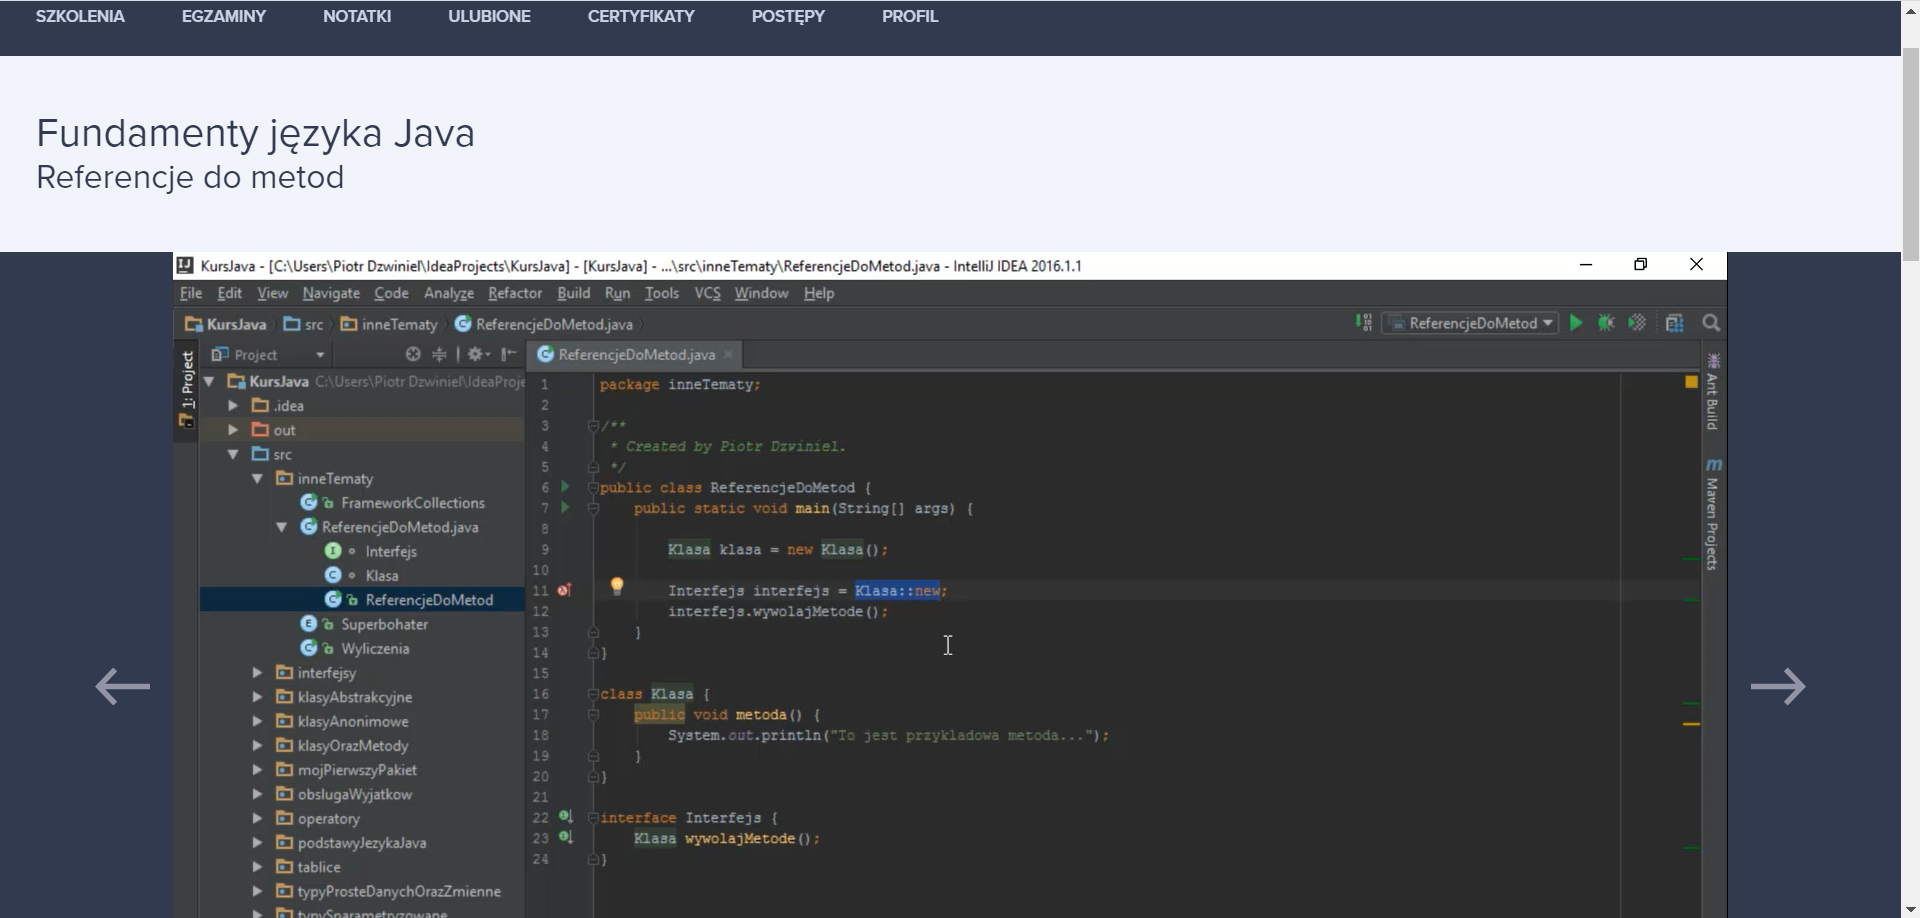 SZKOLENIA EGZAMINY NOTATKI ULUBIONE CERTYFIKATY POSTĘPY PROFIL
Fundamenty języka Java
Referencje do metod
KursJava - [C:\Users\Piotr Dzwiniel\IdeaProjects\KursJava] - [KursJava] - ...\src\inneTematy\ReferencjeDoMetod.java - IntelliJ IDEA 2016.1.1
File Edit View Navigate Code Analyze Refactor Build Run Tools VCS Window Help
KursJava src inneTematy ReferencjeDoMetod.java ReferencjeDoMetod
Project
1: Project
KursJava C:\Users\Piotr Dzwiniel\IdeaProje
.idea
out
src
inneTematy
FrameworkCollections
ReferencjeDoMetod.java
Interfejs
Klasa
ReferencjeDoMetod
Superbohater
Wyliczenia
interfejsy
klasyAbstrakcyjne
klasyAnonimowe
klasyOrazMetody
mojPierwszyPakiet
obslugaWyjatkow
operatory
podstawyJezykaJava
tablice
typyProsteDanychOrazZmienne
typySparametryzowane
ReferencjeDoMetod.java
1 package inneTematy;
2
3 /**
4 * Created by Piotr Dzwiniel.
5 */
6 public class ReferencjeDoMetod {
7 public static void main(String[] args) {
8
9 Klasa klasa = new Klasa();
10
11 Interfejs interfejs = Klasa::new;
12 interfejs.wywolajMetode();
13 }
14 }
15
16 class Klasa {
17 public void metoda() {
18 System.out.println("To jest przykladowa metoda...");
19 }
20 }
21
22 interface Interfejs {
23 Klasa wywolajMetode();
24 }
Ant Build
Maven Projects